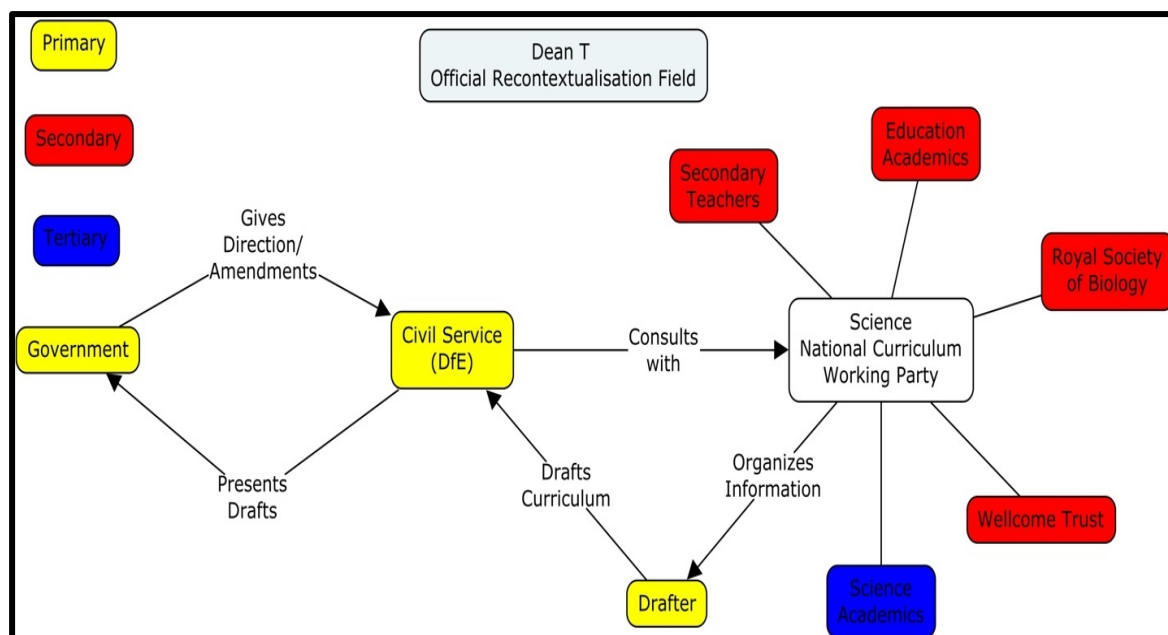 Primary
Dean T
Official Recontextualisation Field
Secondary
Education
Academics
Secondary
Teachers
Tertiary
Gives
Direction/
Amendments
Royal Society
of Biology
Government
Civil Service
(DfE)
Consults
with
Science
National Curriculum
Working Party
Presents
Drafts
Drafts
Curriculum
Organizes
Information
Wellcome Trust
Drafter
Science
Academics